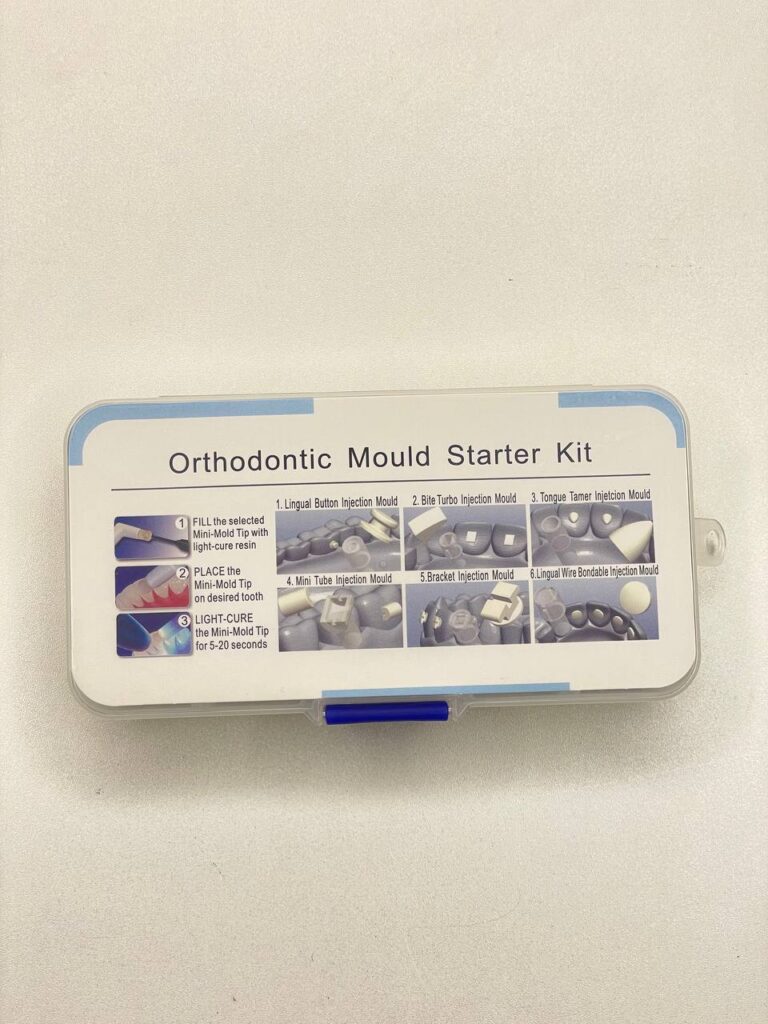 Orthodontic Mould Starter Kit
1
FILL the selected
Mini-Mold Tip with
light-cure resin
2
PLACE the
Mini-Mold Tip
on desired tooth
3
LIGHT-CURE
the Mini-Mold Tip
for 5-20 seconds
1. Lingual Button Injection Mould
2. Bite Turbo Injection Mould
3. Tongue Tamer Injetcion Mould
4. Mini Tube Injection Mould
5.Bracket Injection Mould
6.Lingual Wire Bondable Injection Mould